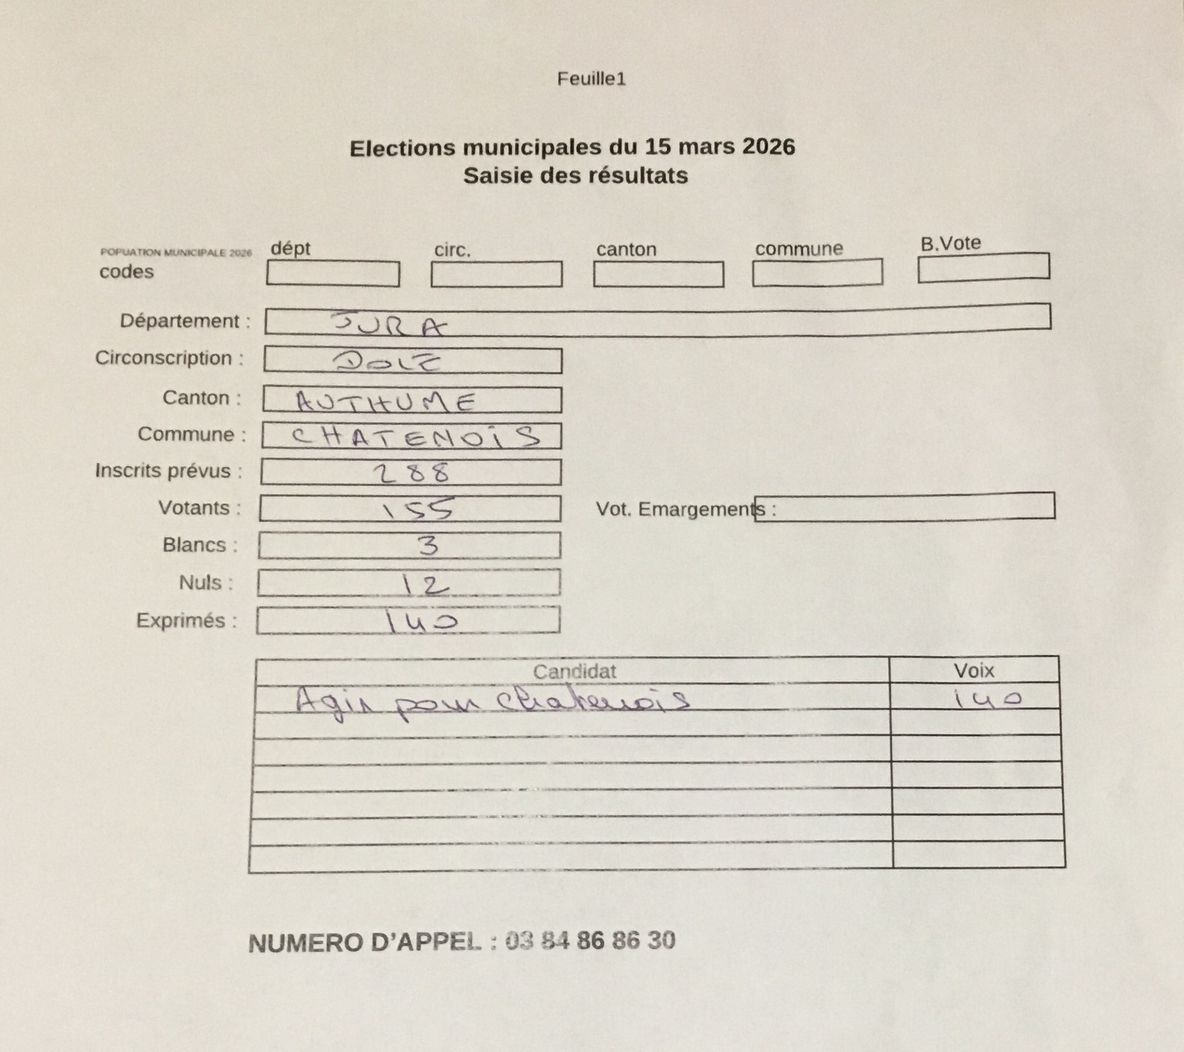 Feuille1
Elections municipales du 15 mars 2026
Saisie des résultats
POPUATION MUNICIPALE 2026
codes dépt circ. canton commune B.Vote
Département : JURA
Circonscription : DOLE
Canton : AUTHUME
Commune : CHATENOIS
Inscrits prévus : 288
Votants : 155 Vot. Emargements :
Blancs : 3
Nuls : 12
Exprimés : 140
Candidat Voix
Agir pour Chatenois 140
NUMERO D'APPEL : 03 84 86 86 30